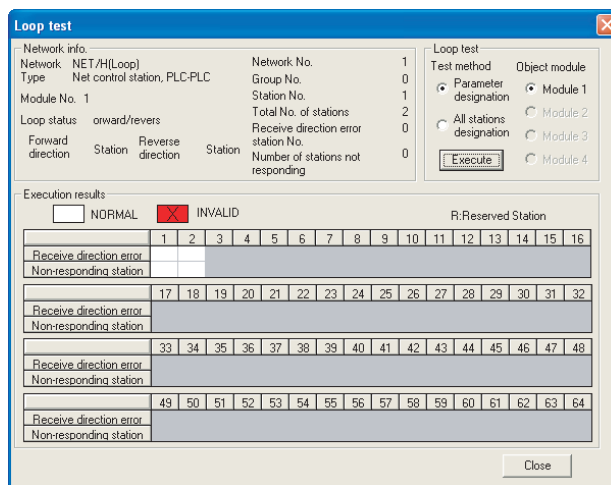 Loop test
Network info.
Network NET/H(Loop)
Type Net control station, PLC-PLC
Module No. 1
Loop status orward/revers
Forward direction Station Reverse direction Station
Network No. 1
Group No. 0
Station No. 1
Total No. of stations 2
Receive direction error station No. 0
Number of stations not responding 0
Loop test
Test method Object module
Parameter designation Module 1
Module 2
All stations designation Module 3
Execute Module 4
Execution results
NORMAL X INVALID R:Reserved Station
1 2 3 4 5 6 7 8 9 10 11 12 13 14 15 16
Receive direction error
Non-responding station
17 18 19 20 21 22 23 24 25 26 27 28 29 30 31 32
Receive direction error
Non-responding station
33 34 35 36 37 38 39 40 41 42 43 44 45 46 47 48
Receive direction error
Non-responding station
49 50 51 52 53 54 55 56 57 58 59 60 61 62 63 64
Receive direction error
Non-responding station
Close